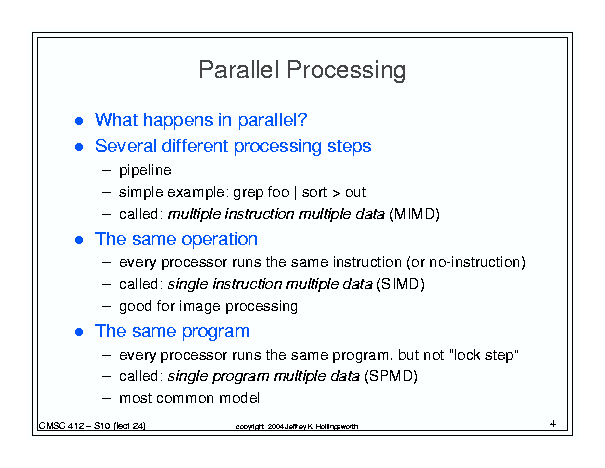 Parallel Processing
● What happens in parallel?
● Several different processing steps
– pipeline
– simple example: grep foo | sort > out
– called: multiple instruction multiple data (MIMD)
● The same operation
– every processor runs the same instruction (or no-instruction)
– called: single instruction multiple data (SIMD)
– good for image processing
● The same program
– every processor runs the same program, but not "lock step"
– called: single program multiple data (SPMD)
– most common model
CMSC 412 – S10 (lect 24)
copyright 2004 Jeffrey K. Hollingsworth
4